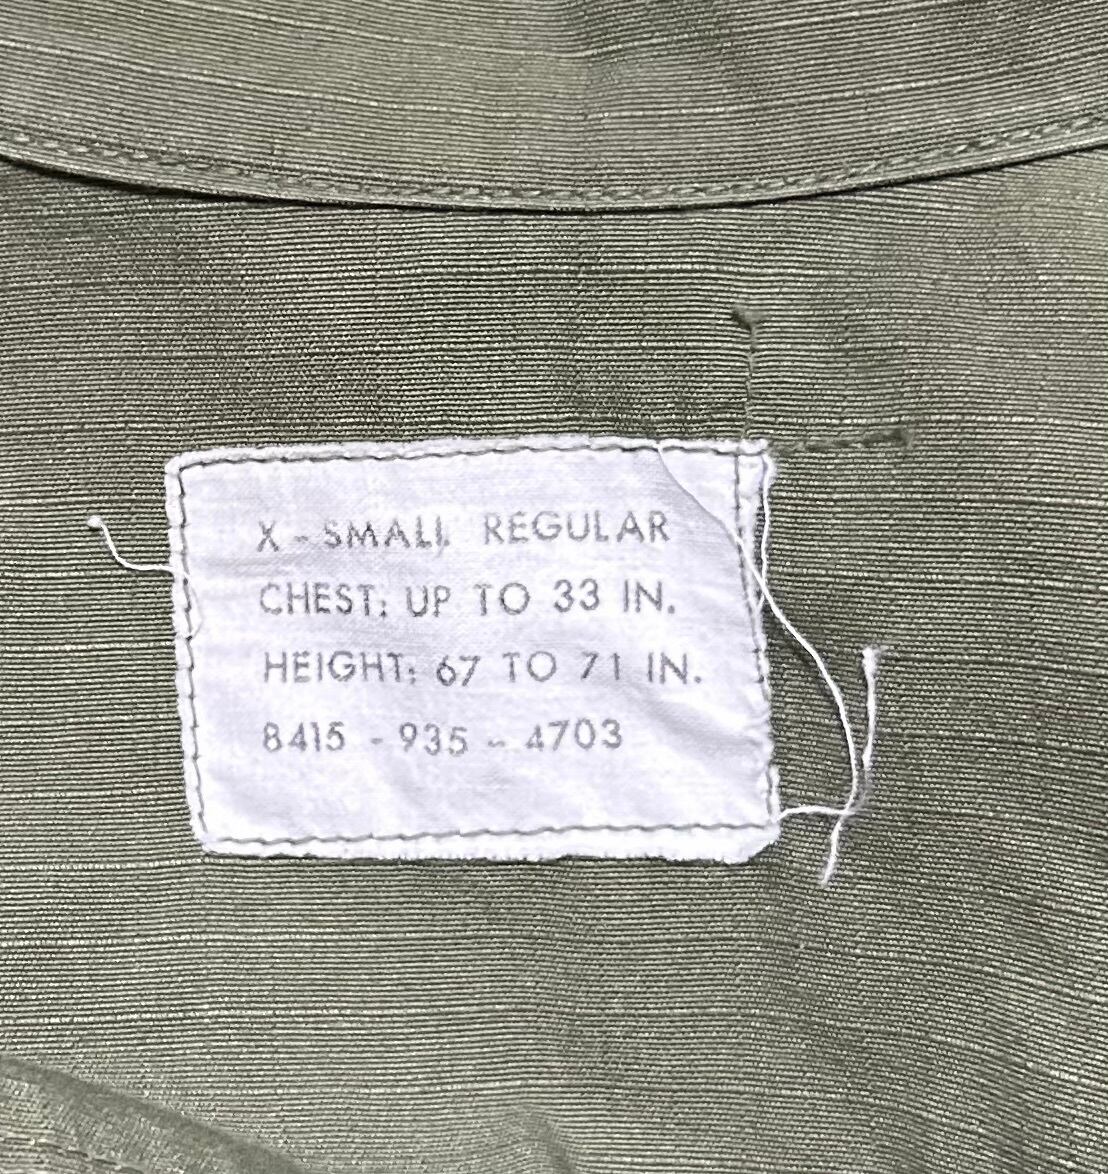 X - SMALL REGULAR
CHEST: UP TO 33 IN.
HEIGHT: 67 TO 71 IN.
8415 - 935 - 4703